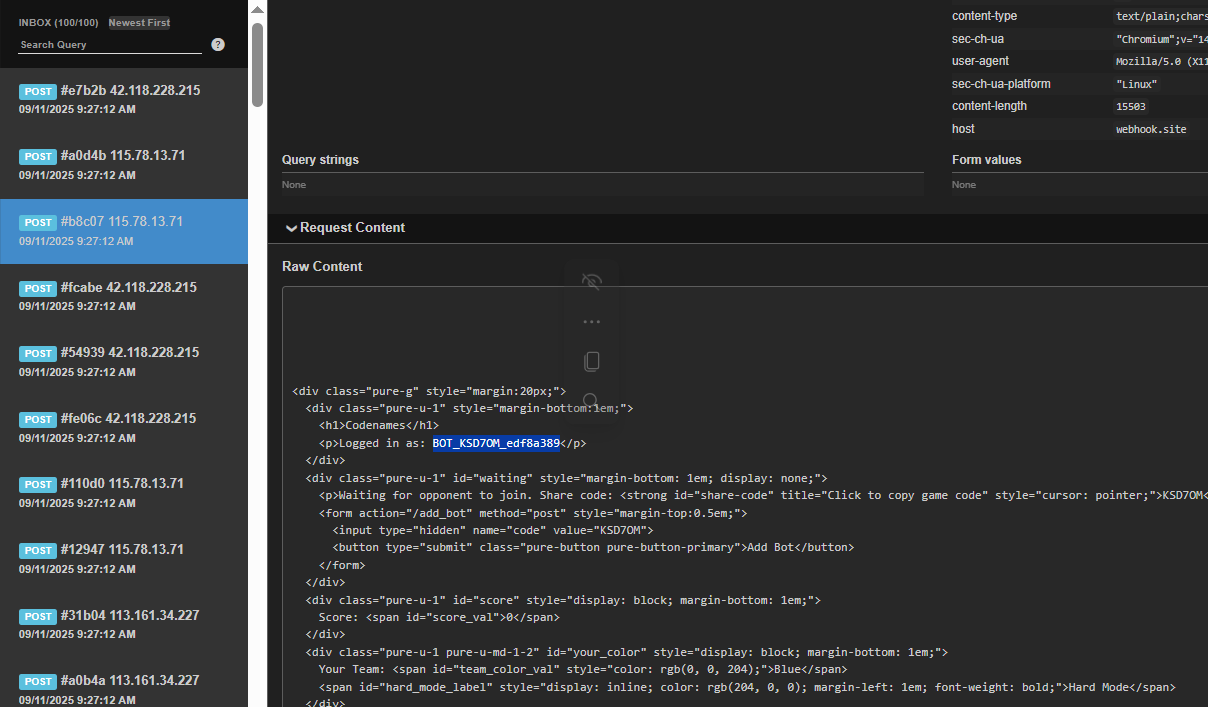 INBOX (100/100) Newest First
Search Query ?
POST #e7b2b 42.118.228.215
09/11/2025 9:27:12 AM
POST #a0d4b 115.78.13.71
09/11/2025 9:27:12 AM
POST #b8c07 115.78.13.71
09/11/2025 9:27:12 AM
POST #fcabe 42.118.228.215
09/11/2025 9:27:12 AM
POST #54939 42.118.228.215
09/11/2025 9:27:12 AM
POST #fe06c 42.118.228.215
09/11/2025 9:27:12 AM
POST #110d0 115.78.13.71
09/11/2025 9:27:12 AM
POST #12947 115.78.13.71
09/11/2025 9:27:12 AM
POST #31b04 113.161.34.227
09/11/2025 9:27:12 AM
POST #a0b4a 113.161.34.227
09/11/2025 9:27:12 AM
content-type text/plain;chars
sec-ch-ua "Chromium";v="14
user-agent Mozilla/5.0 (X11
sec-ch-ua-platform "Linux"
content-length 15503
host webhook.site
Query strings
None
Form values
None
Request Content
Raw Content
<div class="pure-g" style="margin:20px;">
<div class="pure-u-1" style="margin-bottom:1em;">
<h1>Codenames</h1>
<p>Logged in as: BOT_KSD7OM_edf8a389</p>
</div>
<div class="pure-u-1" id="waiting" style="margin-bottom: 1em; display: none;">
<p>Waiting for opponent to join. Share code: <strong id="share-code" title="Click to copy game code" style="cursor: pointer;">KSD7OM<
<form action="/add_bot" method="post" style="margin-top:0.5em;">
<input type="hidden" name="code" value="KSD7OM">
<button type="submit" class="pure-button pure-button-primary">Add Bot</button>
</form>
</div>
<div class="pure-u-1" id="score" style="display: block; margin-bottom: 1em;">
Score: <span id="score_val">0</span>
</div>
<div class="pure-u-1 pure-u-md-1-2" id="your_color" style="display: block; margin-bottom: 1em;">
Your Team: <span id="team_color_val" style="color: rgb(0, 0, 204);">Blue</span>
<span id="hard_mode_label" style="display: inline; color: rgb(204, 0, 0); margin-left: 1em; font-weight: bold;">Hard Mode</span>
</div>